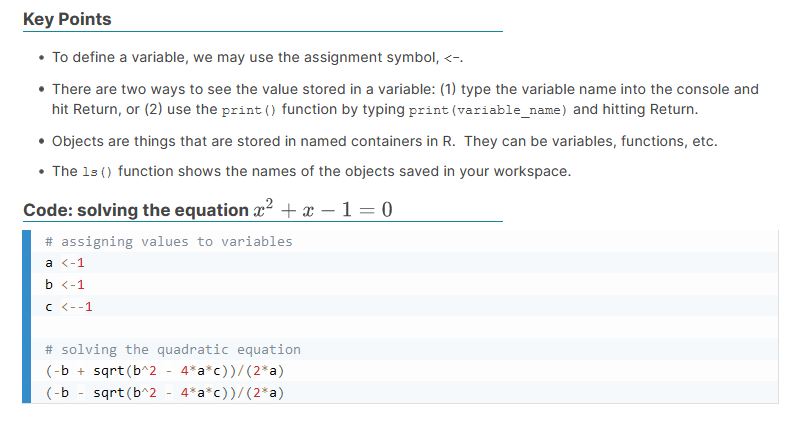 Key Points
• To define a variable, we may use the assignment symbol, <-.
• There are two ways to see the value stored in a variable: (1) type the variable name into the console and
hit Return, or (2) use the print() function by typing print(variable_name) and hitting Return.
• Objects are things that are stored in named containers in R.  They can be variables, functions, etc.
• The ls() function shows the names of the objects saved in your workspace.
Code: solving the equation x² + x − 1 = 0
# assigning values to variables
a <-1
b <-1
c <--1
# solving the quadratic equation
(-b + sqrt(b^2 - 4*a*c))/(2*a)
(-b - sqrt(b^2 - 4*a*c))/(2*a)